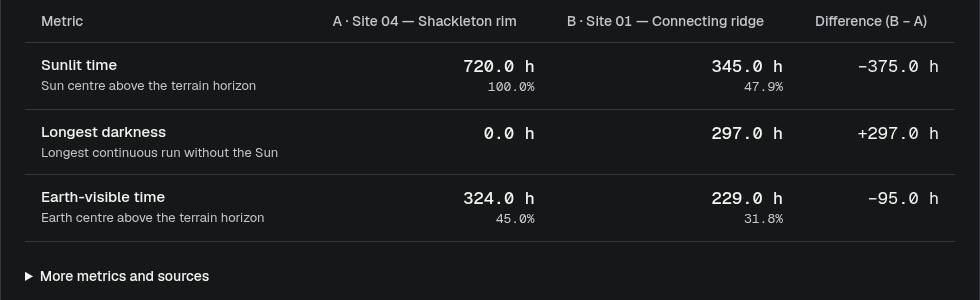 Metric A · Site 04 — Shackleton rim B · Site 01 — Connecting ridge Difference (B – A)
Sunlit time 720.0 h 345.0 h −375.0 h
Sun centre above the terrain horizon 100.0% 47.9%
Longest darkness 0.0 h 297.0 h +297.0 h
Longest continuous run without the Sun
Earth-visible time 324.0 h 229.0 h −95.0 h
Earth centre above the terrain horizon 45.0% 31.8%
▶ More metrics and sources